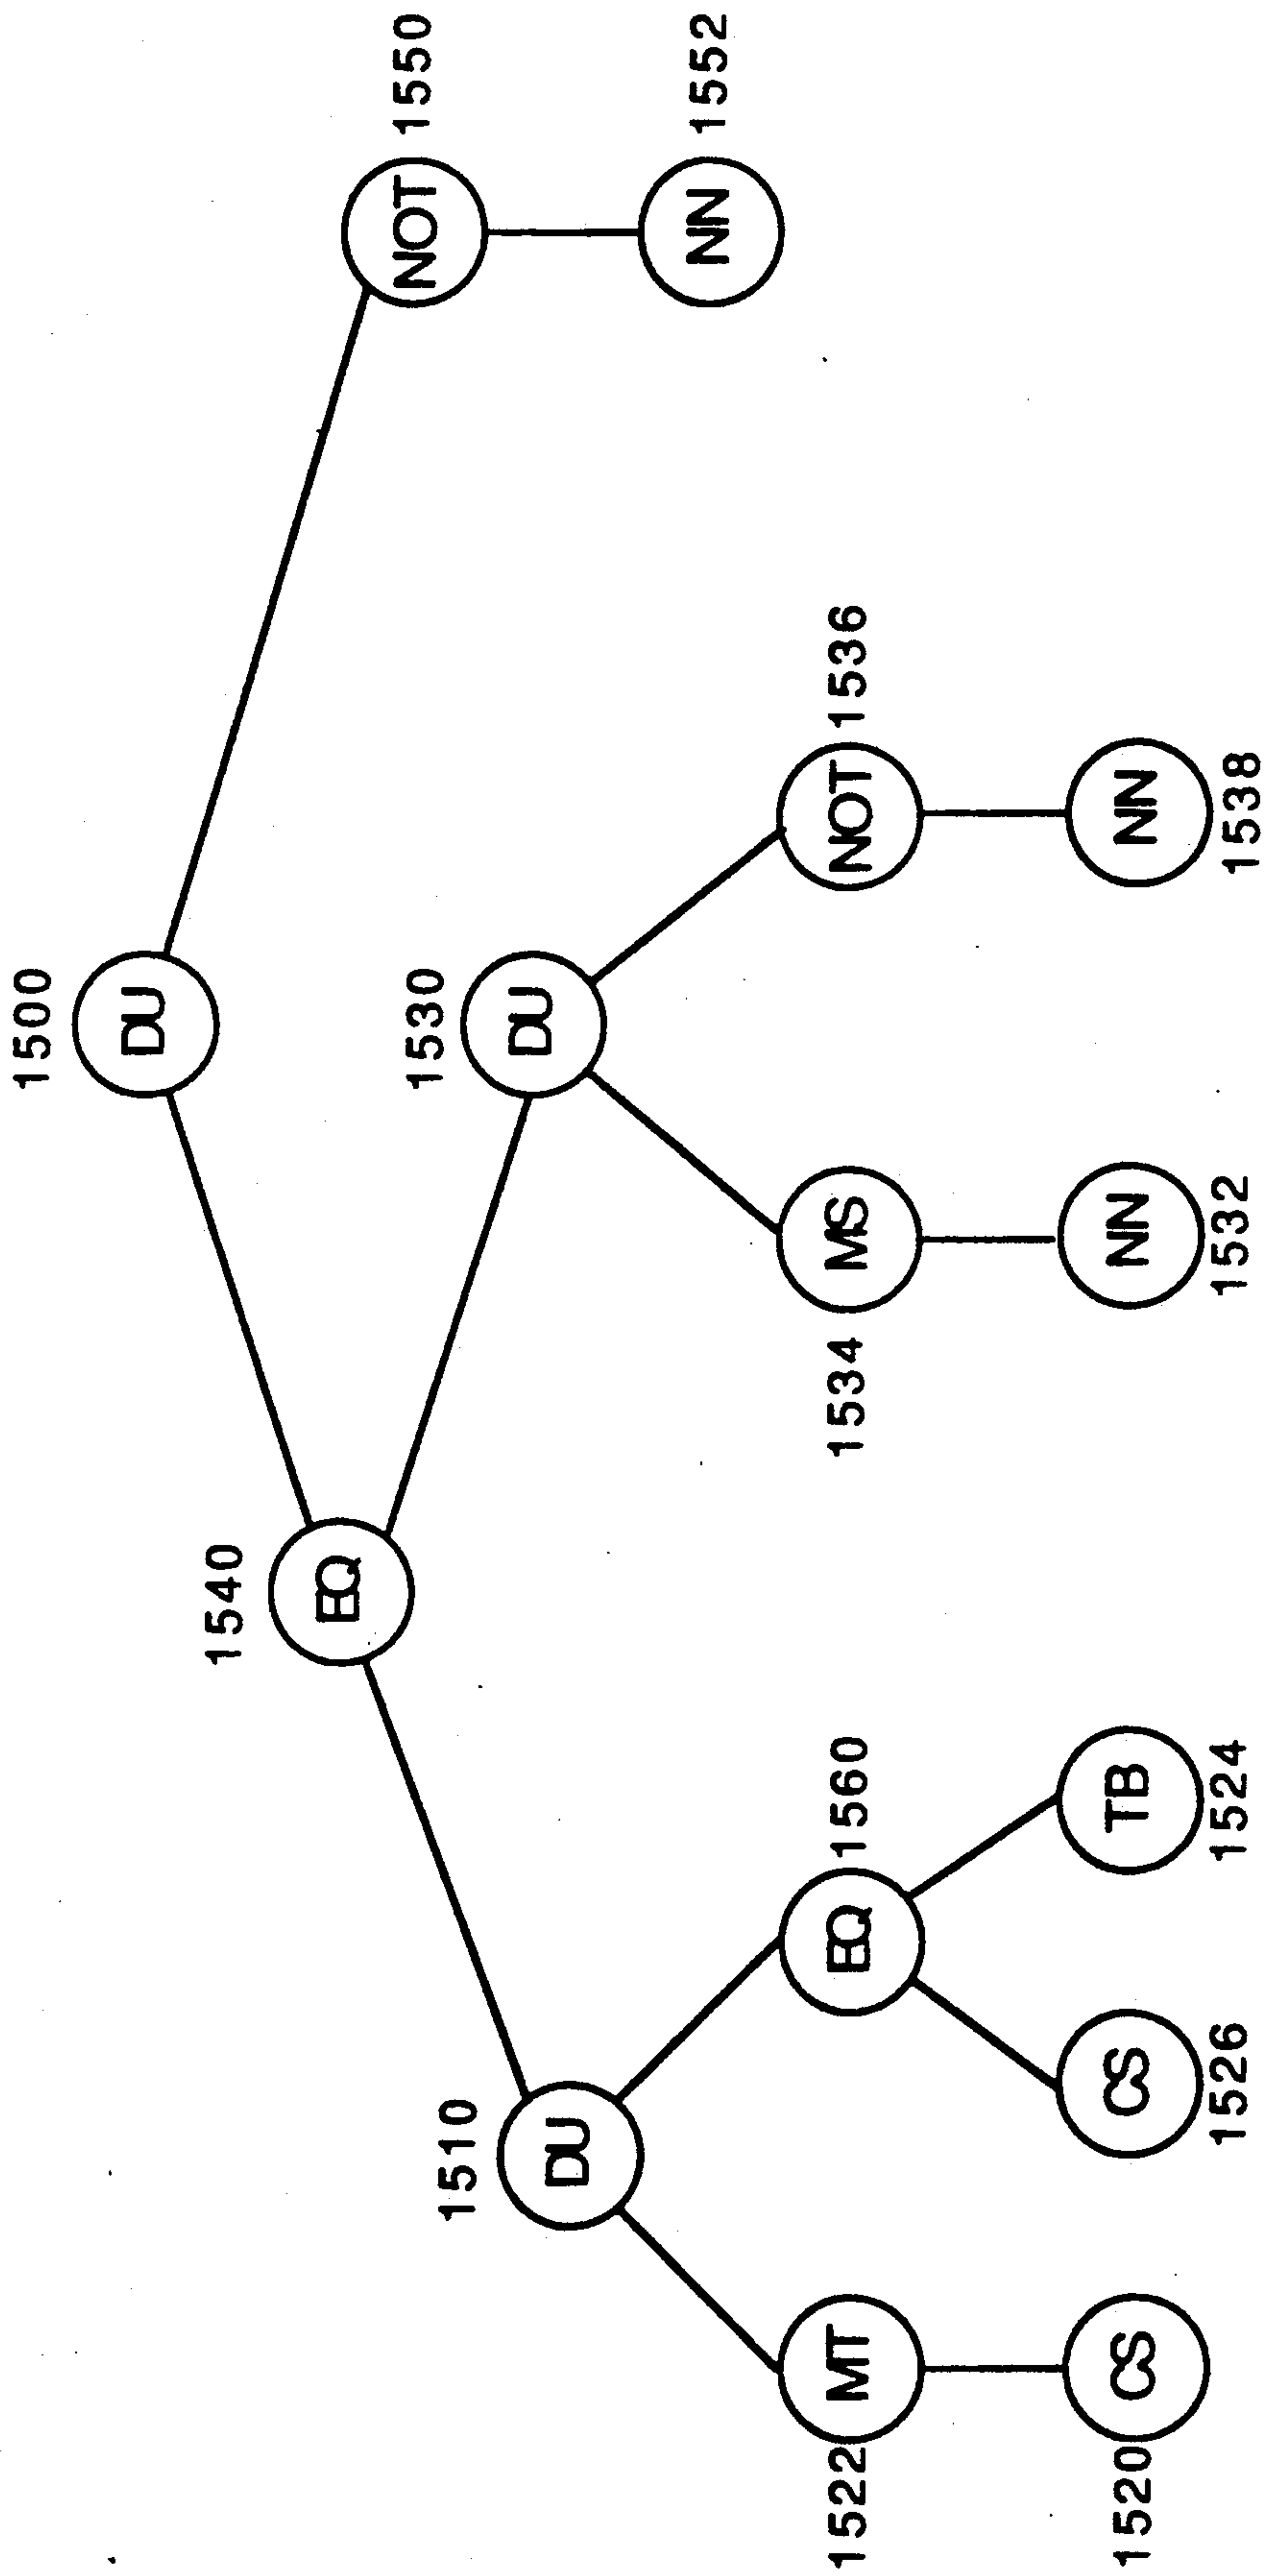 1500
DU
1540
EQ
NOT 1550
1510
DU
1530
DU
NN 1552
1522 MT
EQ 1560
1534 MS
NOT 1536
1520 CS
CS
1526
TB
1524
NN
1532
NN
1538